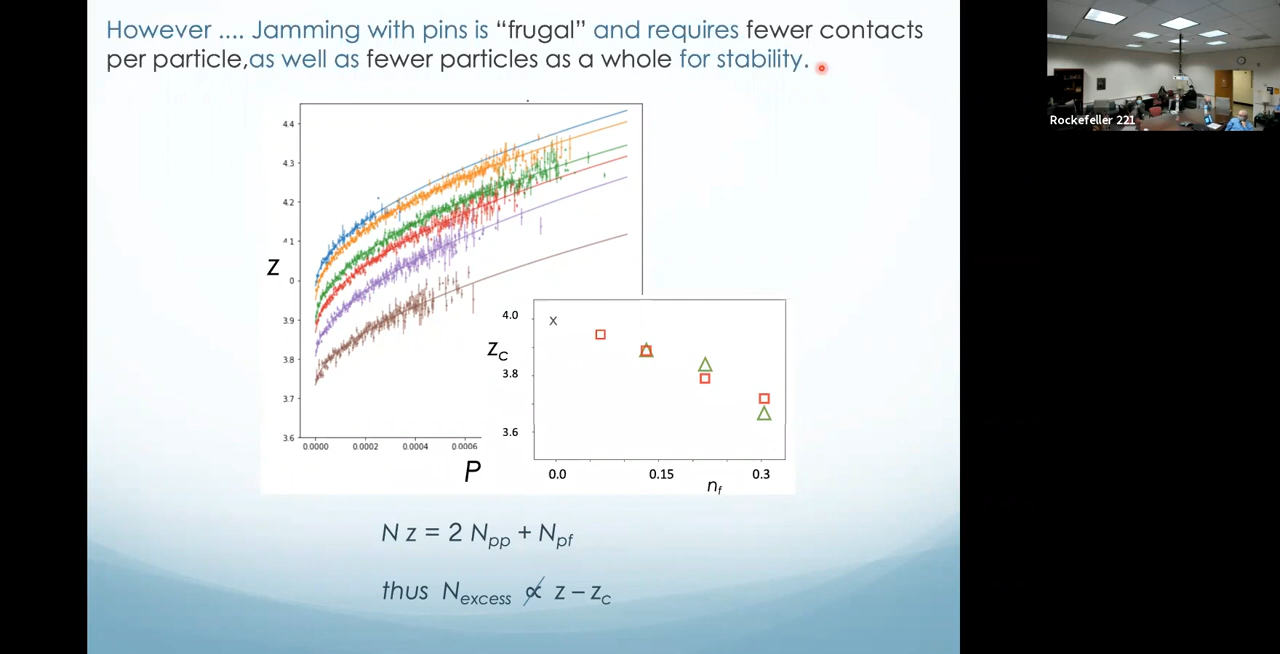 However .... Jamming with pins is “frugal” and requires fewer contacts
per particle,as well as fewer particles as a whole for stability.
Rockefeller 221
Z
4.4
4.3
4.2
4.1
0
3.9
3.8
3.7
3.6
0.0000 0.0002 0.0004 0.0006
P
Z_C
4.0
3.8
3.6
X
0.0 0.15 0.3
n_f
N z = 2 N_pp + N_pf
thus N_excess ∝̸ z – z_c